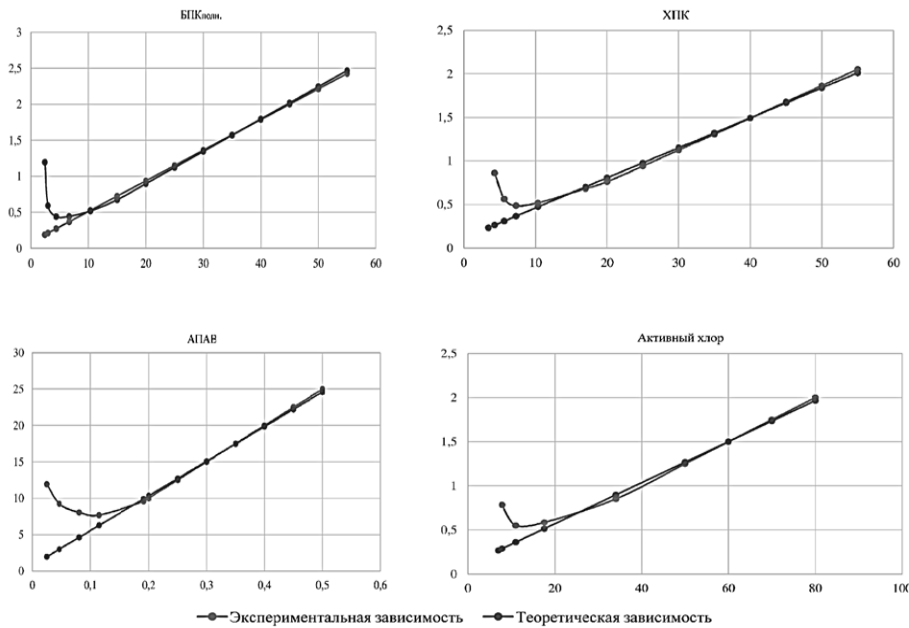 БПКполн.
3
2,5
2
1,5
1
0,5
0
0 10 20 30 40 50 60
ХПК
2,5
2
1,5
1
0,5
0
0 10 20 30 40 50 60
АПАВ
30
25
20
15
10
5
0
0 0,1 0,2 0,3 0,4 0,5 0,6
Активный хлор
2,5
2
1,5
1
0,5
0
0 20 40 60 80 100
Экспериментальная зависимость Теоретическая зависимость